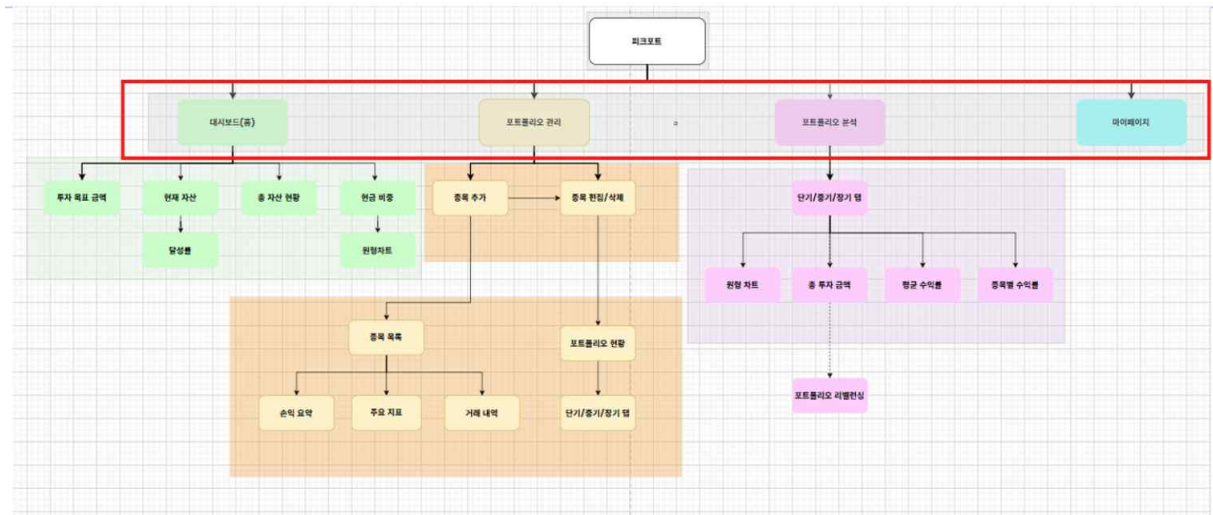 피크포트
대시보드(홈)
포트폴리오 관리
포트폴리오 분석
마이페이지
투자 목표 금액
현재 자산
총 자산 현황
현금 비중
종목 추가
종목 편집/삭제
단기/중기/장기 탭
달성률
원형차트
원형 차트
총 투자 금액
평균 수익률
종목별 수익률
종목 목록
포트폴리오 현황
포트폴리오 리밸런싱
손익 요약
주요 지표
거래 내역
단기/중기/장기 탭